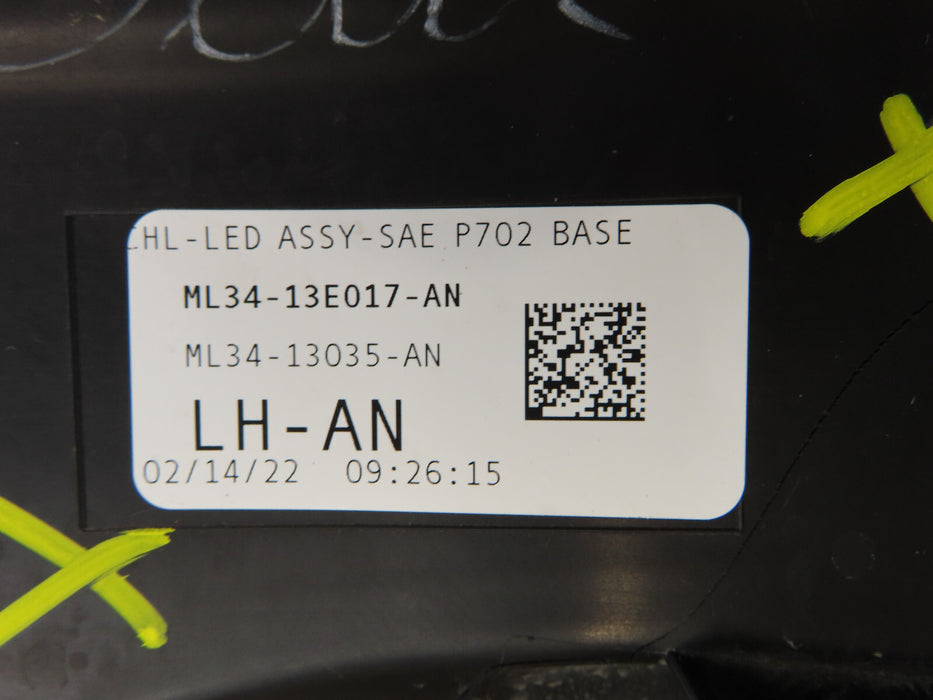 CHL-LED ASSY-SAE P702 BASE
ML34-13E017-AN
ML34-13035-AN
LH-AN
02/14/22 09:26:15